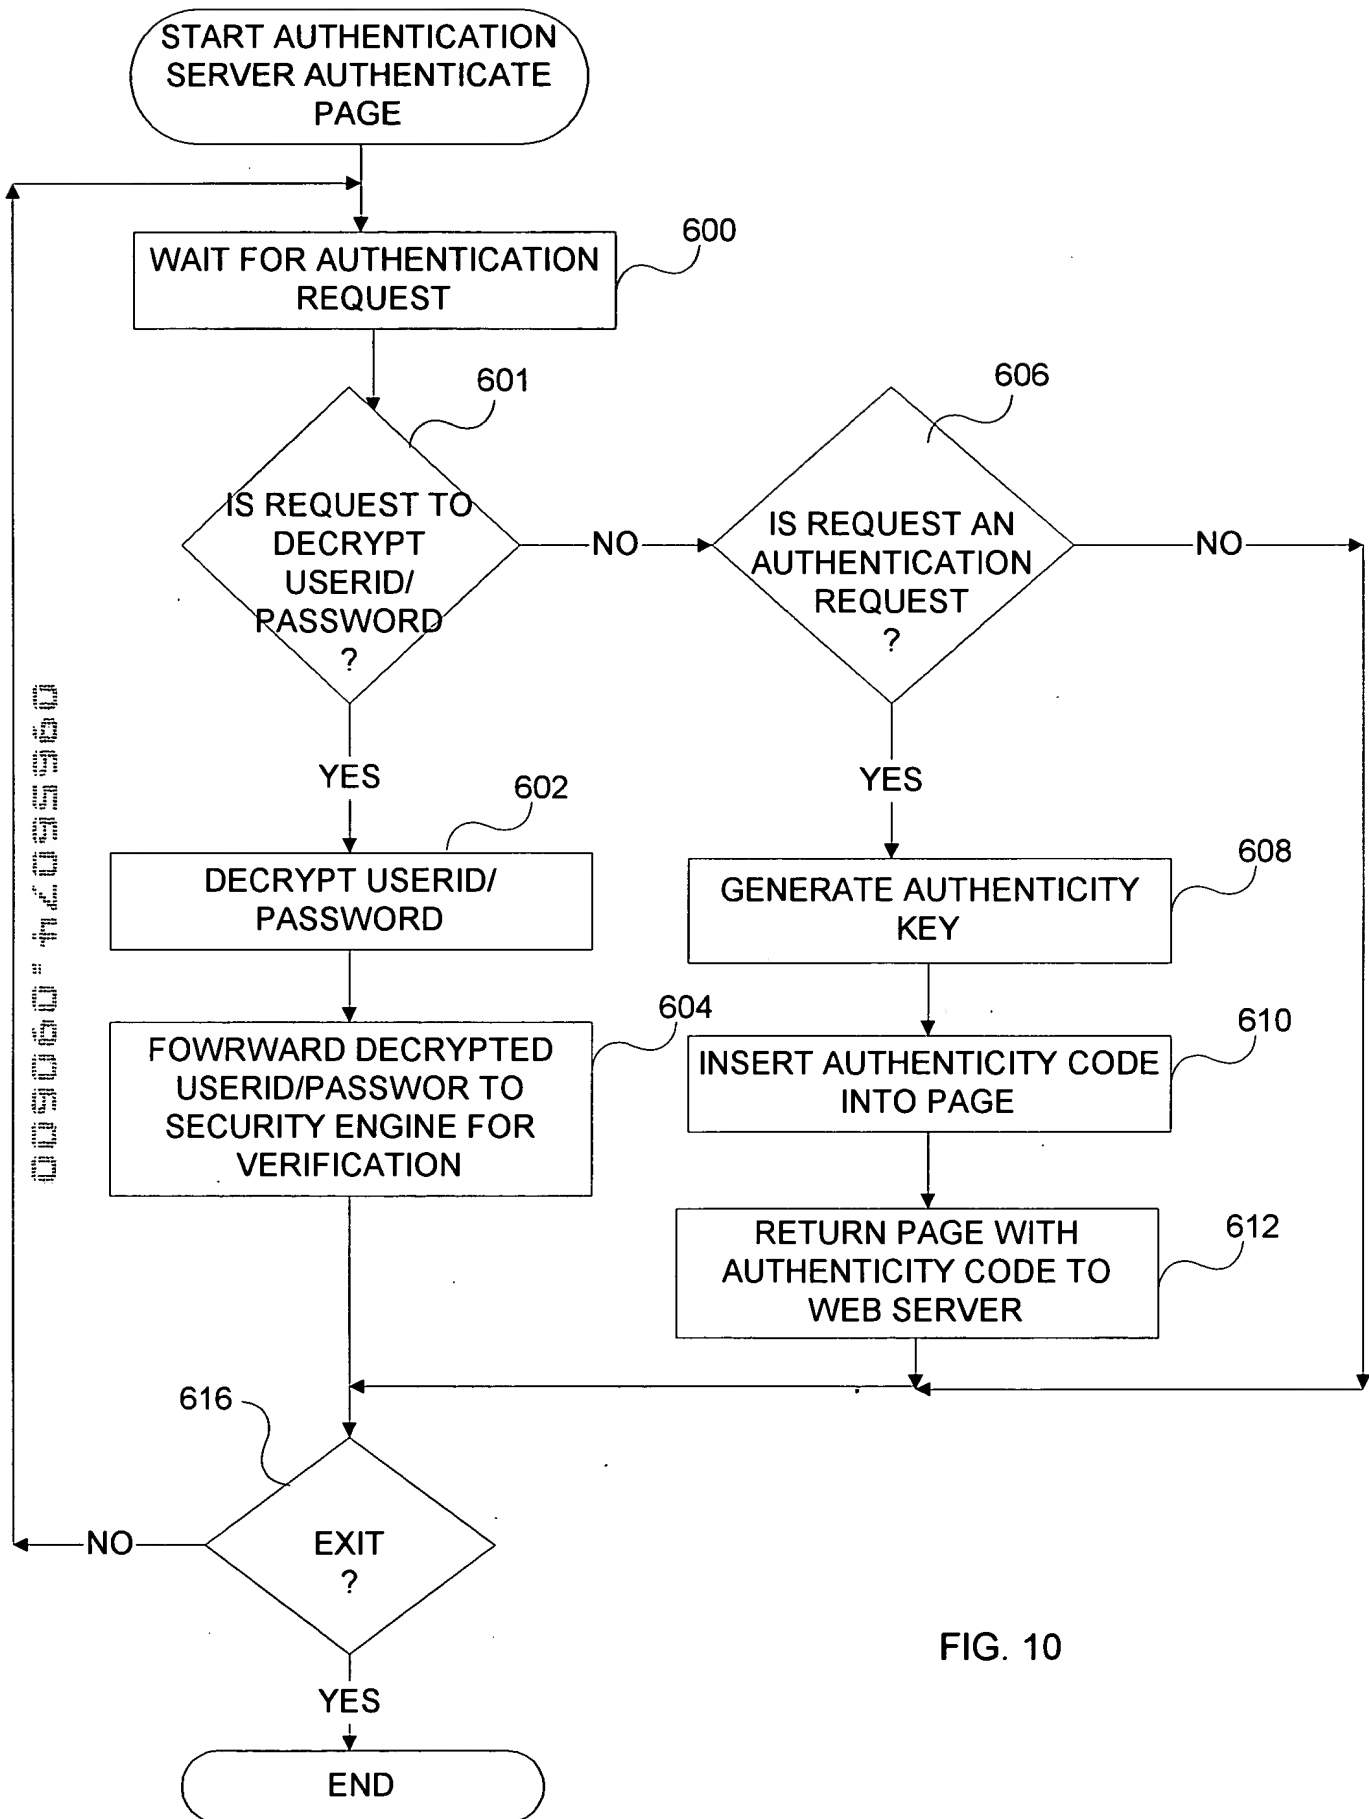 START AUTHENTICATION
SERVER AUTHENTICATE
PAGE
WAIT FOR AUTHENTICATION
REQUEST
600
601
IS REQUEST TO
DECRYPT
USERID/
PASSWORD
?
NO
606
IS REQUEST AN
AUTHENTICATION
REQUEST
?
NO
YES
602
DECRYPT USERID/
PASSWORD
604
FOWRWARD DECRYPTED
USERID/PASSWOR TO
SECURITY ENGINE FOR
VERIFICATION
YES
608
GENERATE AUTHENTICITY
KEY
610
INSERT AUTHENTICITY CODE
INTO PAGE
612
RETURN PAGE WITH
AUTHENTICITY CODE TO
WEB SERVER
616
EXIT
?
NO
YES
END
FIG. 10
09656074.090600